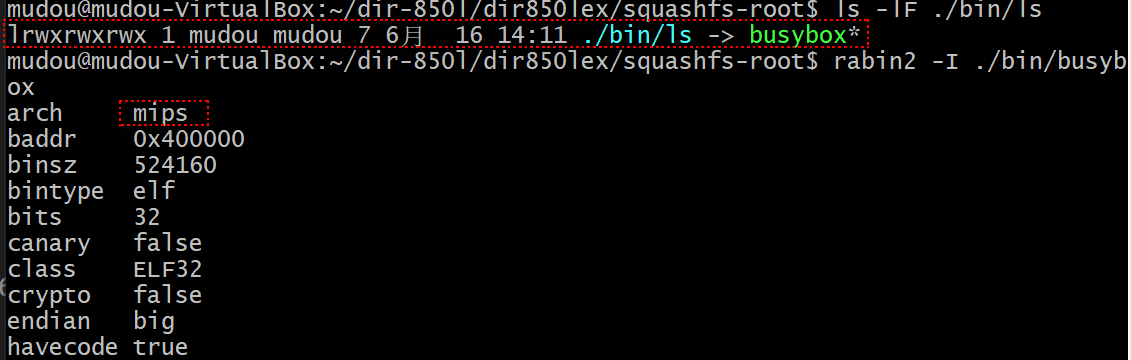 mudou@mudou-VirtualBox:~/dir-850l/dir850lex/squashfs-root$ ls -lF ./bin/ls
lrwxrwxrwx 1 mudou mudou 7 6月  16 14:11 ./bin/ls -> busybox*
mudou@mudou-VirtualBox:~/dir-850l/dir850lex/squashfs-root$ rabin2 -I ./bin/busyb
ox
arch     mips
baddr    0x400000
binsz    524160
bintype  elf
bits     32
canary   false
class    ELF32
crypto   false
endian   big
havecode true